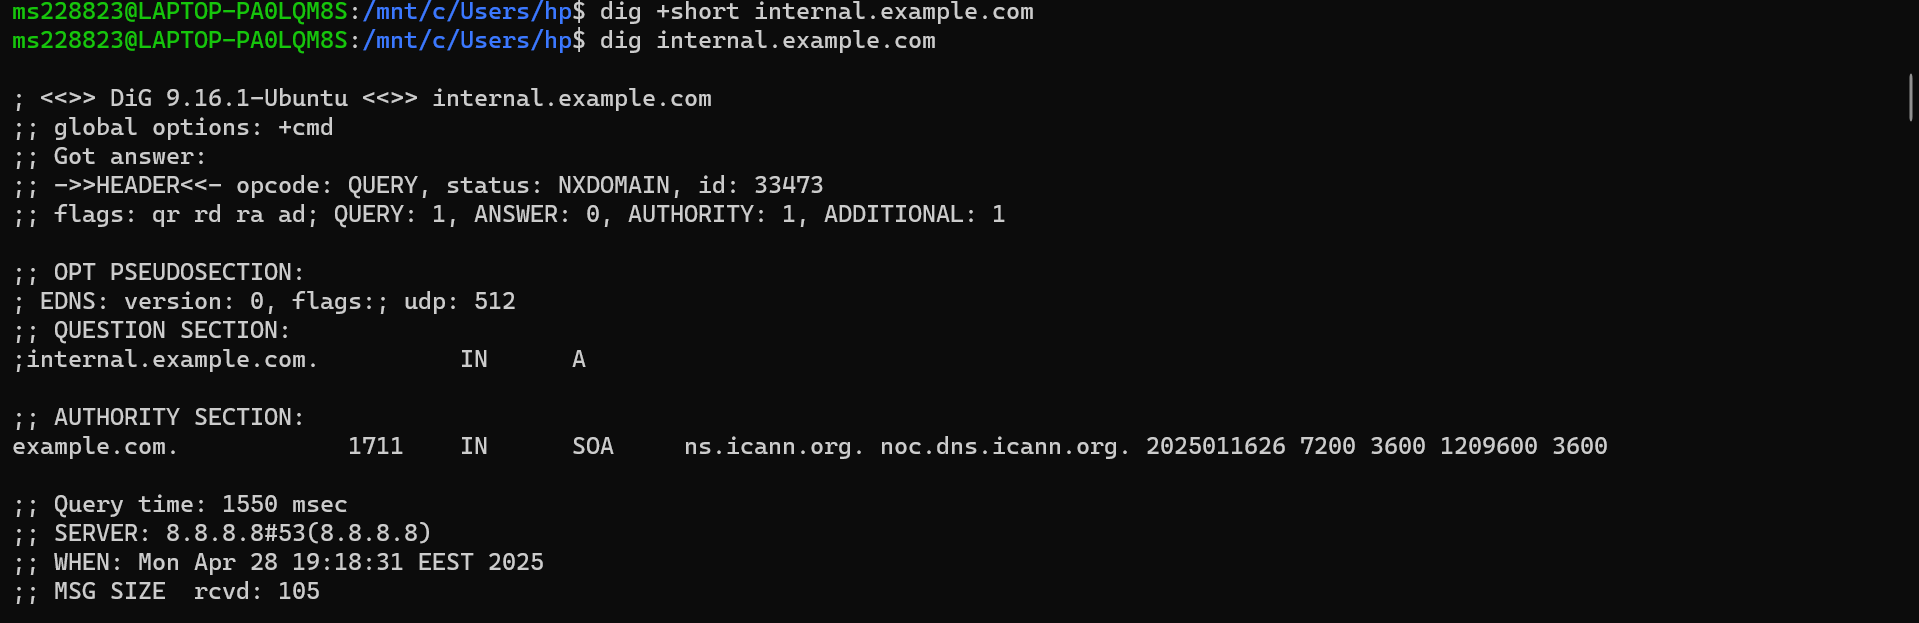 ms228823@LAPTOP-PA0LQM8S:/mnt/c/Users/hp$ dig +short internal.example.com
ms228823@LAPTOP-PA0LQM8S:/mnt/c/Users/hp$ dig internal.example.com
; <<>> DiG 9.16.1-Ubuntu <<>> internal.example.com
;; global options: +cmd
;; Got answer:
;; ->>HEADER<<- opcode: QUERY, status: NXDOMAIN, id: 33473
;; flags: qr rd ra ad; QUERY: 1, ANSWER: 0, AUTHORITY: 1, ADDITIONAL: 1
;; OPT PSEUDOSECTION:
; EDNS: version: 0, flags:; udp: 512
;; QUESTION SECTION:
;internal.example.com. IN A
;; AUTHORITY SECTION:
example.com. 1711 IN SOA ns.icann.org. noc.dns.icann.org. 2025011626 7200 3600 1209600 3600
;; Query time: 1550 msec
;; SERVER: 8.8.8.8#53(8.8.8.8)
;; WHEN: Mon Apr 28 19:18:31 EEST 2025
;; MSG SIZE  rcvd: 105